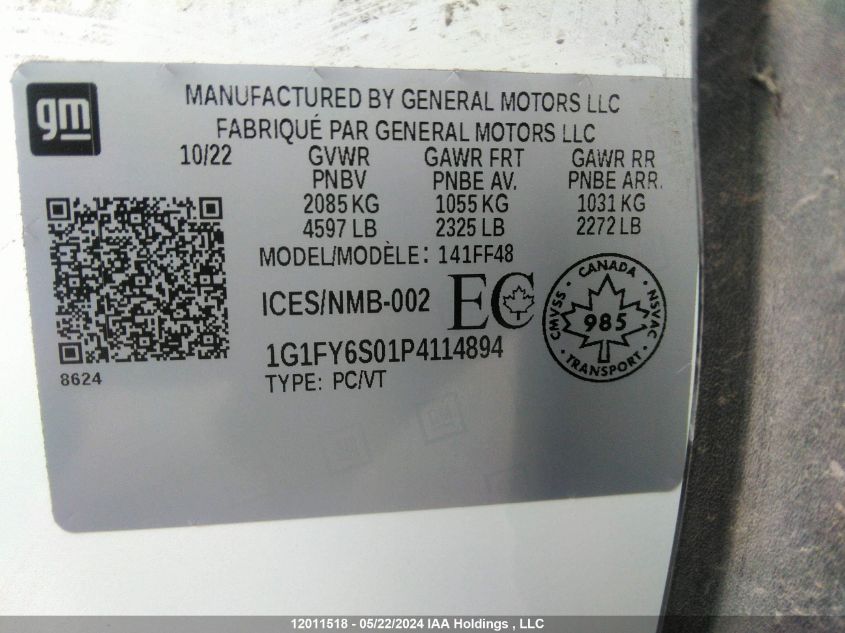 gm
MANUFACTURED BY GENERAL MOTORS LLC
FABRIQUÉ PAR GENERAL MOTORS LLC
10/22 GVWR GAWR FRT GAWR RR
PNBV PNBE AV. PNBE ARR.
2085 KG 1055 KG 1031 KG
4597 LB 2325 LB 2272 LB
MODEL/MODÈLE: 141FF48
ICES/NMB-002 EC
CANADA
CMVSS 985 NSVAC
TRANSPORT
1G1FY6S01P4114894
8624 TYPE: PC/VT
12011518 - 05/22/2024 IAA Holdings , LLC